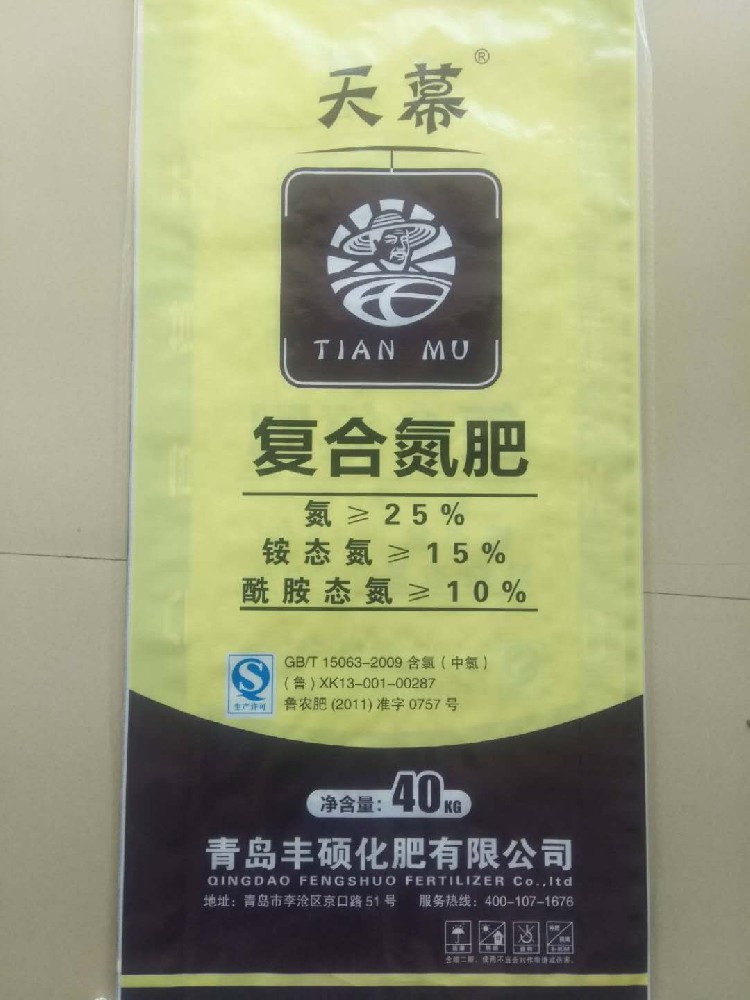 天幕®
TIAN MU
复合氮肥
氮≥25%
铵态氮≥15%
酰胺态氮≥10%
GB/T 15063-2009 含氯（中氯）
（鲁）XK13-001-00287
鲁农肥 (2011) 准字 0757 号
生产许可
净含量：40KG
青岛丰硕化肥有限公司
QINGDAO FENGSHUO FERTILIZER Co.,ltd
地址：青岛市李沧区京口路 51 号 服务热线：400-107-1676